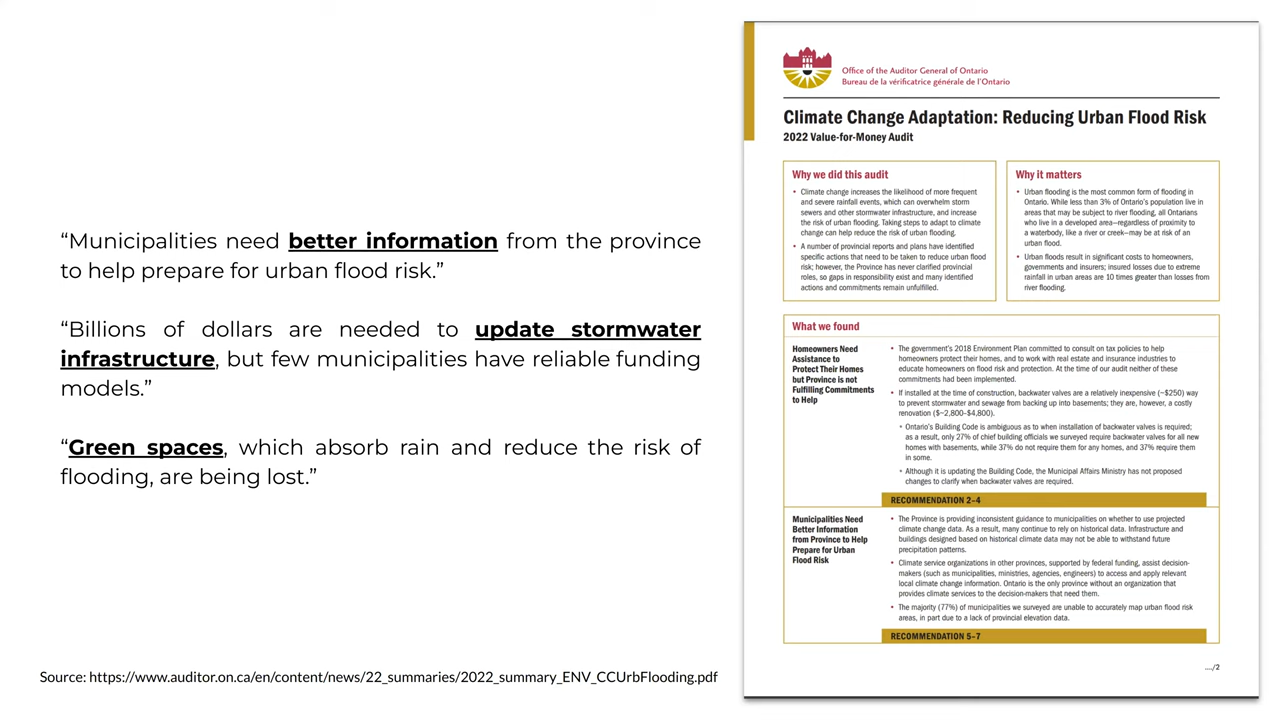 “Municipalities need better information from the province
to help prepare for urban flood risk.”
“Billions of dollars are needed to update stormwater
infrastructure, but few municipalities have reliable funding
models.”
“Green spaces, which absorb rain and reduce the risk of
flooding, are being lost.”
Source: https://www.auditor.on.ca/en/content/news/22_summaries/2022_summary_ENV_CCUrbFlooding.pdf
Office of the Auditor General of Ontario
Bureau de la vérificatrice générale de l’Ontario
Climate Change Adaptation: Reducing Urban Flood Risk
2022 Value-for-Money Audit
Why we did this audit
• Climate change increases the likelihood of more frequent
and severe rainfall events, which can overwhelm storm
sewers and other stormwater infrastructure, and increase
the risk of urban flooding. Taking steps to adapt to climate
change can help reduce the risk of urban flooding.
• A number of provincial reports and plans have identified
specific actions that need to be taken to reduce urban flood
risk; however, the Province has never clarified provincial
roles, so gaps in responsibility exist and many identified
actions and commitments remain unfulfilled.
Why it matters
• Urban flooding is the most common form of flooding in
Ontario. While less than 3% of Ontario’s population live in
areas that may be subject to river flooding, all Ontarians
who live in a developed area—regardless of proximity to
a waterbody, like a river or creek—may be at risk of an
urban flood.
• Urban floods result in significant costs to homeowners,
governments and insurers; insured losses due to extreme
rainfall in urban areas are 10 times greater than losses from
river flooding.
What we found
Homeowners Need
Assistance to
Protect Their Homes
but Province is not
Fulfilling Commitments
to Help
• The government’s 2018 Environment Plan committed to consult on tax policies to help
homeowners protect their homes, and to work with real estate and insurance industries to
educate homeowners on flood risk and protection. At the time of our audit neither of these
commitments had been implemented.
• If installed at the time of construction, backwater valves are a relatively inexpensive (~$250) way
to prevent stormwater and sewage from backing up into basements; they are, however, a costly
renovation ($~2,800–$4,800).
• Ontario’s Building Code is ambiguous as to when installation of backwater valves is required;
as a result, only 27% of chief building officials we surveyed require backwater valves for all new
homes with basements, while 37% do not require them for any homes, and 37% require them
in some.
• Although it is updating the Building Code, the Municipal Affairs Ministry has not proposed
changes to clarify when backwater valves are required.
RECOMMENDATION 2–4
Municipalities Need
Better Information
from Province to Help
Prepare for Urban
Flood Risk
• The Province is providing inconsistent guidance to municipalities on whether to use projected
climate change data. As a result, many continue to rely on historical data. Infrastructure and
buildings designed based on historical climate data may not be able to withstand future
precipitation patterns.
• Climate service organizations in other provinces, supported by federal funding, assist decision-
makers (such as municipalities, ministries, agencies, engineers) to access and apply relevant
local climate change information. Ontario is the only province without an organization that
provides climate services to the decision-makers that need them.
• The majority (77%) of municipalities we surveyed are unable to accurately map urban flood risk
areas, in part due to a lack of provincial elevation data.
RECOMMENDATION 5–7
..../2